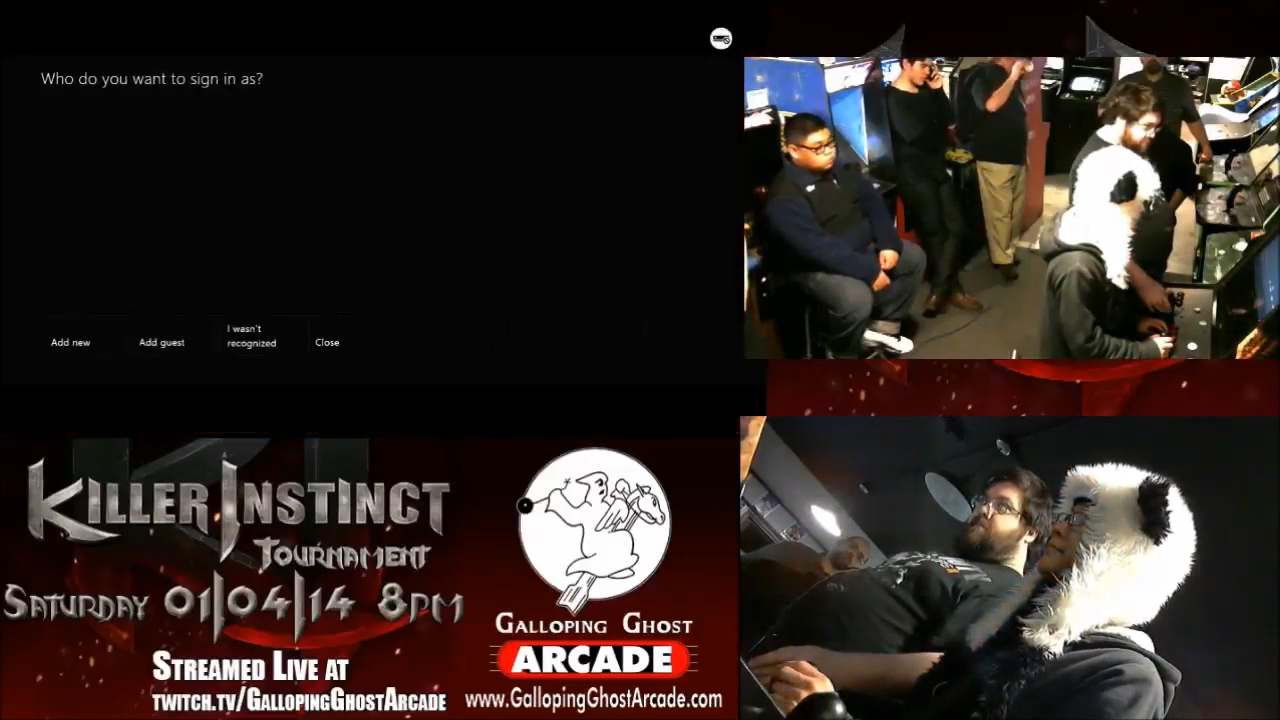 Who do you want to sign in as?
Add new
Add guest
I wasn't
recognized
Close
KILLER INSTINCT
TOURNAMENT
SATURDAY 01/04/14 8PM
STREAMED LIVE AT
TWITCH.TV/GALLOPINGGHOSTARCADE
GALLOPING GHOST
ARCADE
www.GallopingGhostArcade.com